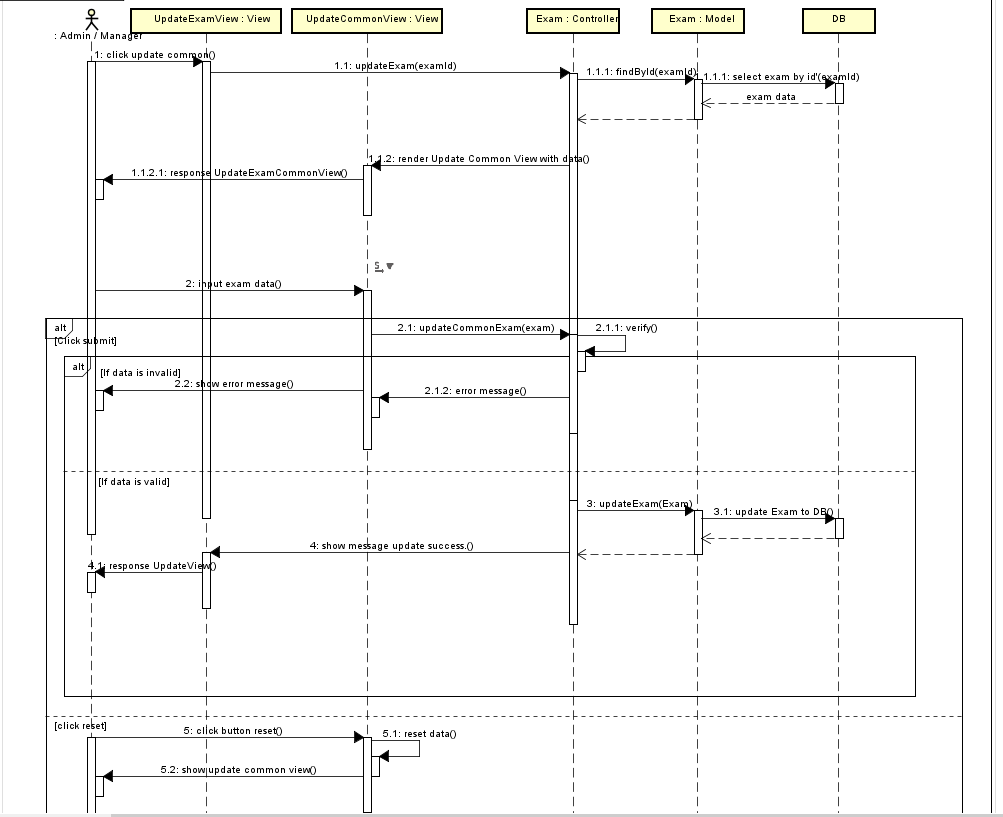 UpdateExamView : View
UpdateCommonView : View
Exam : Controller
Exam : Model
DB
: Admin / Manager
1: click update common()
1.1: updateExam(examId)
1.1.1: findById(examId)
1.1.1: select exam by id'(examId)
exam data
1.1.2: render Update Common View with data()
1.1.2.1: response UpdateExamCommonView()
S
2: input exam data()
alt
[Click submit]
2.1: updateCommonExam(exam)
2.1.1: verify()
alt
[If data is invalid]
2.2: show error message()
2.1.2: error message()
[If data is valid]
3: updateExam(Exam)
3.1: update Exam to DB()
4: show message update success.()
4.1: response UpdateView()
[click reset]
5: click button reset()
5.1: reset data()
5.2: show update common view()